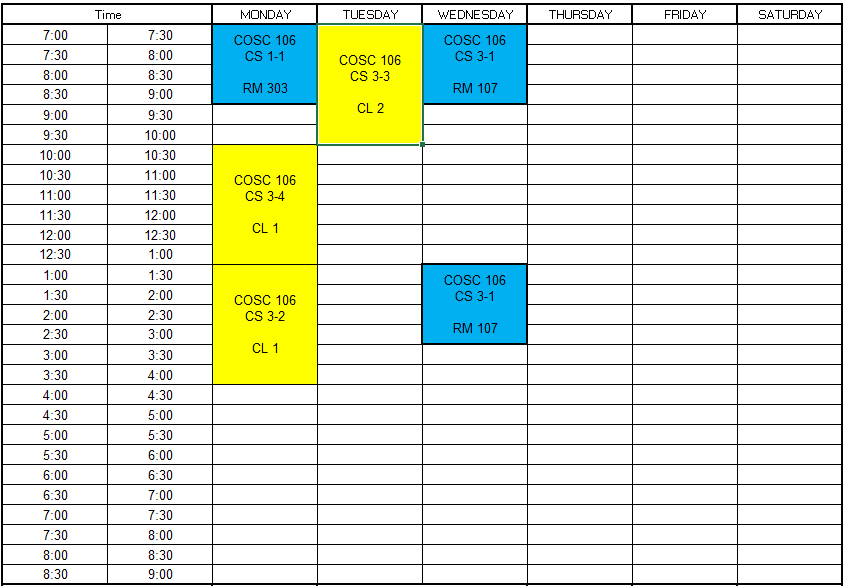 Time MONDAY TUESDAY WEDNESDAY THURSDAY FRIDAY SATURDAY
7:00 7:30
7:30 8:00
8:00 8:30
8:30 9:00
9:00 9:30
9:30 10:00
10:00 10:30
10:30 11:00
11:00 11:30
11:30 12:00
12:00 12:30
12:30 1:00
1:00 1:30
1:30 2:00
2:00 2:30
2:30 3:00
3:00 3:30
3:30 4:00
4:00 4:30
4:30 5:00
5:00 5:30
5:30 6:00
6:00 6:30
6:30 7:00
7:00 7:30
7:30 8:00
8:00 8:30
8:30 9:00
COSC 106
CS 1-1
RM 303
COSC 106
CS 3-4
CL 1
COSC 106
CS 3-2
CL 1
COSC 106
CS 3-3
CL 2
COSC 106
CS 3-1
RM 107
COSC 106
CS 3-1
RM 107